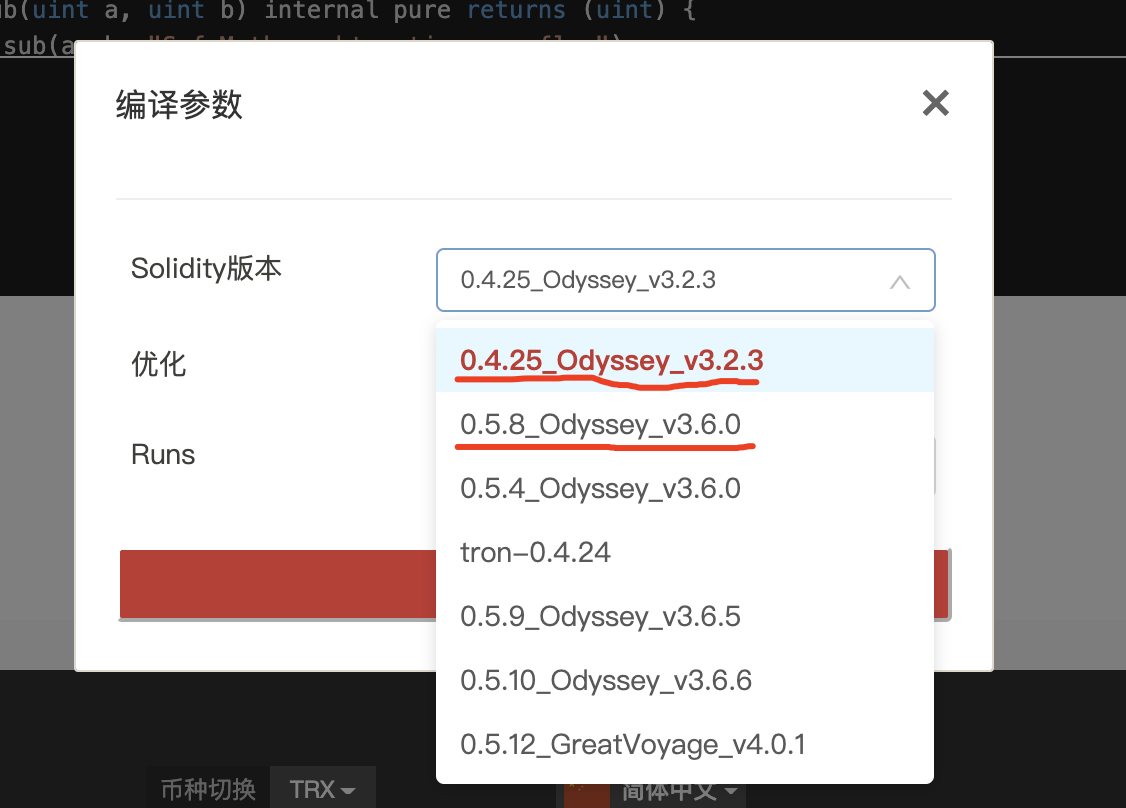 b(uint a, uint b) internal pure returns (uint) {
sub(a
编译参数
Solidity版本
0.4.25_Odyssey_v3.2.3
0.4.25_Odyssey_v3.2.3
优化
0.5.8_Odyssey_v3.6.0
Runs
0.5.4_Odyssey_v3.6.0
tron-0.4.24
0.5.9_Odyssey_v3.6.5
0.5.10_Odyssey_v3.6.6
0.5.12_GreatVoyage_v4.0.1
币种切换 TRX 简体中文